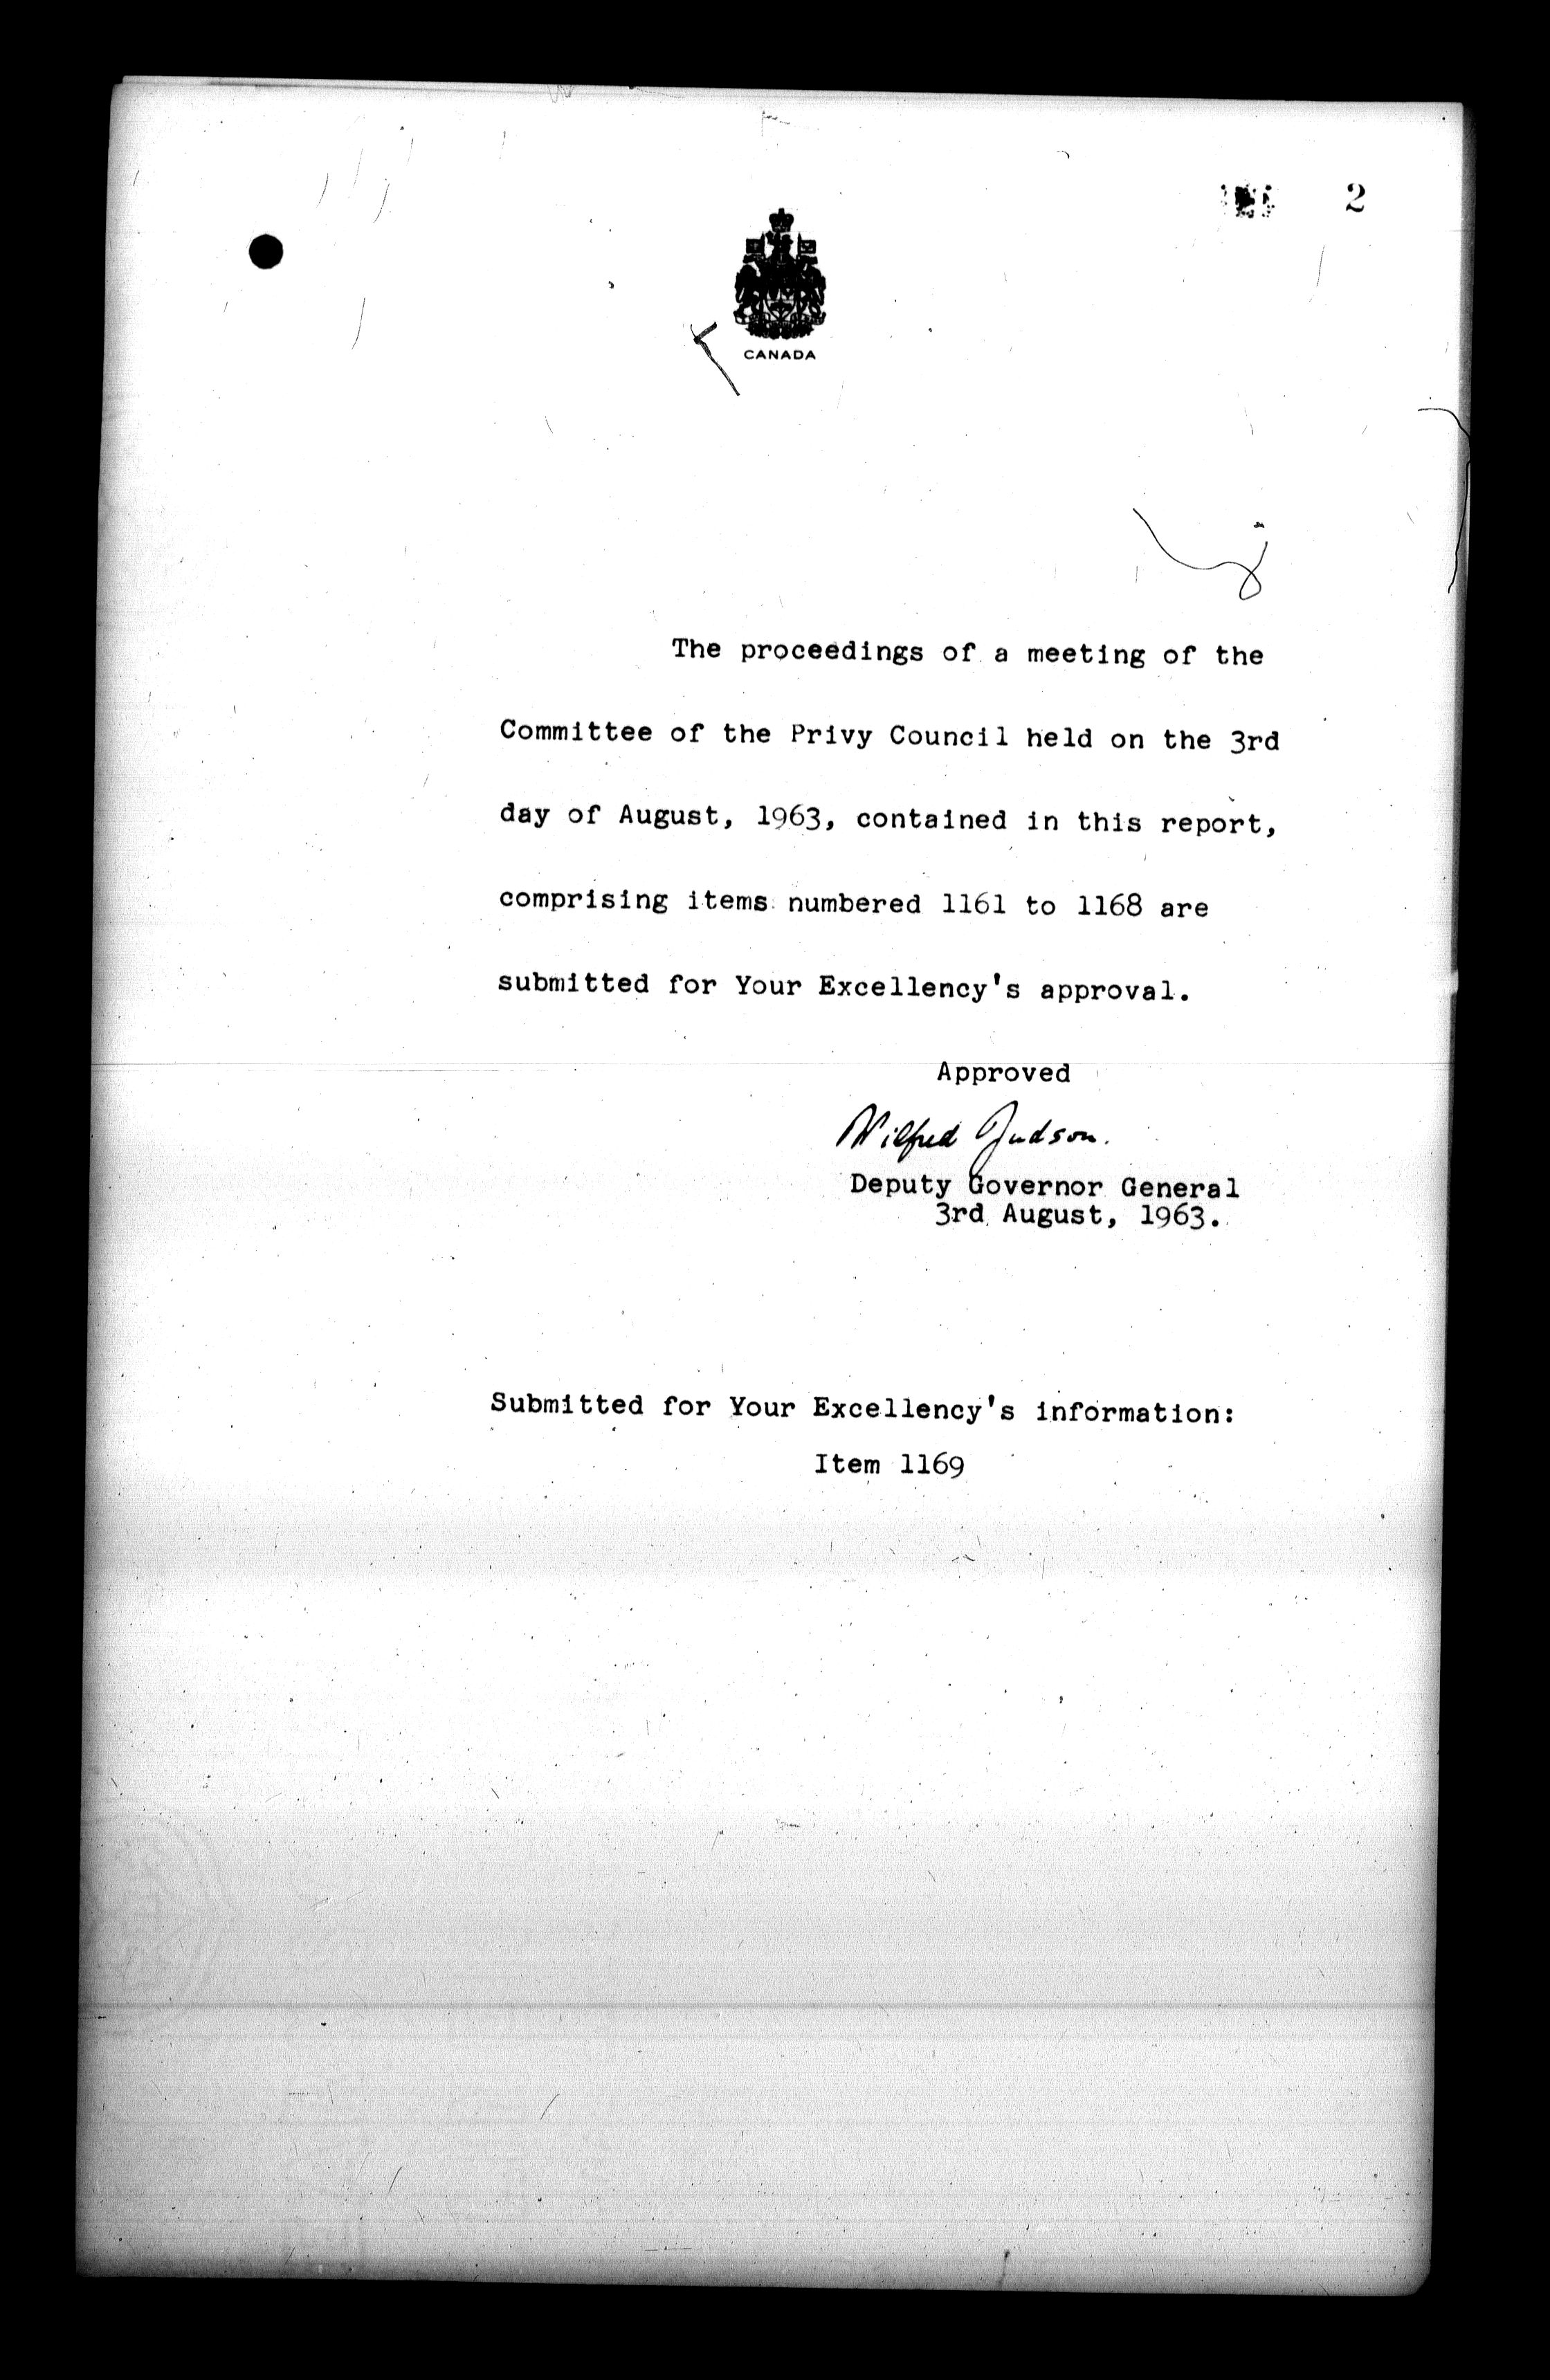 2
CANADA
The proceedings of a meeting of the
Committee of the Privy Council held on the 3rd
day of August, 1963, contained in this report,
comprising items numbered 1161 to 1168 are
submitted for Your Excellency's approval.
Approved
Wilfred Judson.
Deputy Governor General
3rd August, 1963.
Submitted for Your Excellency's information:
Item 1169